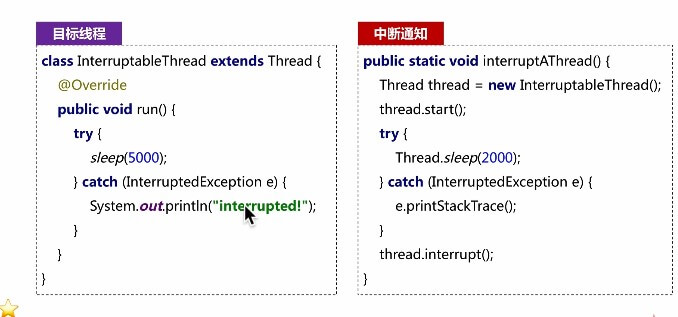 目标线程
class InterruptableThread extends Thread {
@Override
public void run() {
try {
sleep(5000);
} catch (InterruptedException e) {
System.out.println("interrupted!");
}
}
}
中断通知
public static void interruptAThread() {
Thread thread = new InterruptableThread();
thread.start();
try {
Thread.sleep(2000);
} catch (InterruptedException e) {
e.printStackTrace();
}
thread.interrupt();
}